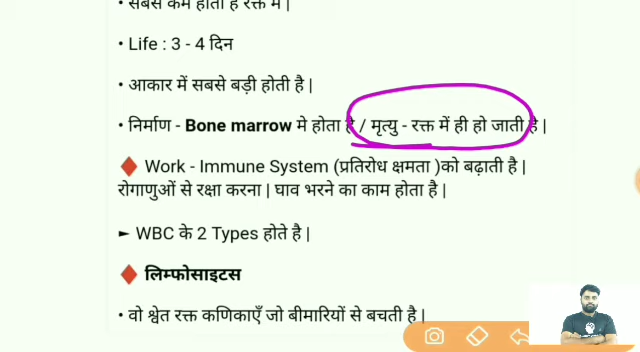 • सबसे कम होती है रक्त में |
• Life : 3 - 4 दिन
• आकार में सबसे बड़ी होती है |
• निर्माण - Bone marrow मे होता है / मृत्यु - रक्त में ही हो जाती है |
♦ Work - Immune System (प्रतिरोध क्षमता )को बढ़ाती है |
रोगाणुओं से रक्षा करना | घाव भरने का काम होता है |
► WBC के 2 Types होते है |
♦ लिम्फोसाइटस
• वो श्वेत रक्त कणिकाएँ जो बीमारियों से बचती है |